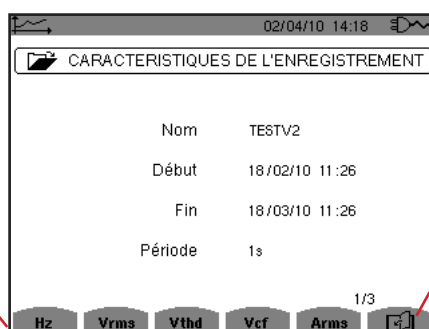 02/04/10 14:18
CARACTERISTIQUES DE L'ENREGISTREMENT
Nom TESTV2
Début 18/02/10 11:26
Fin 18/03/10 11:26
Période 1s
1/3
Hz Vrms Vthd Vcf Arms